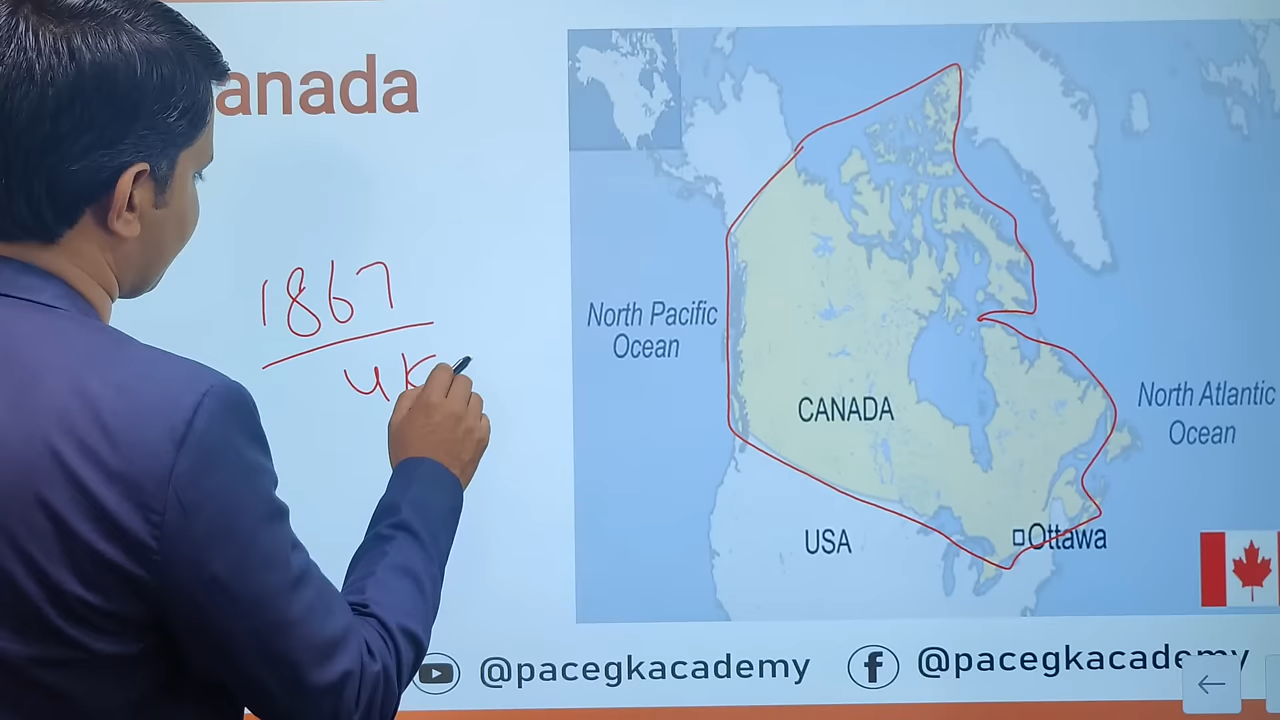 anada
1867
UK
North Pacific
Ocean
CANADA
North Atlantic
Ocean
USA
Ottawa
@pacegkacademy
@pacegkacademy